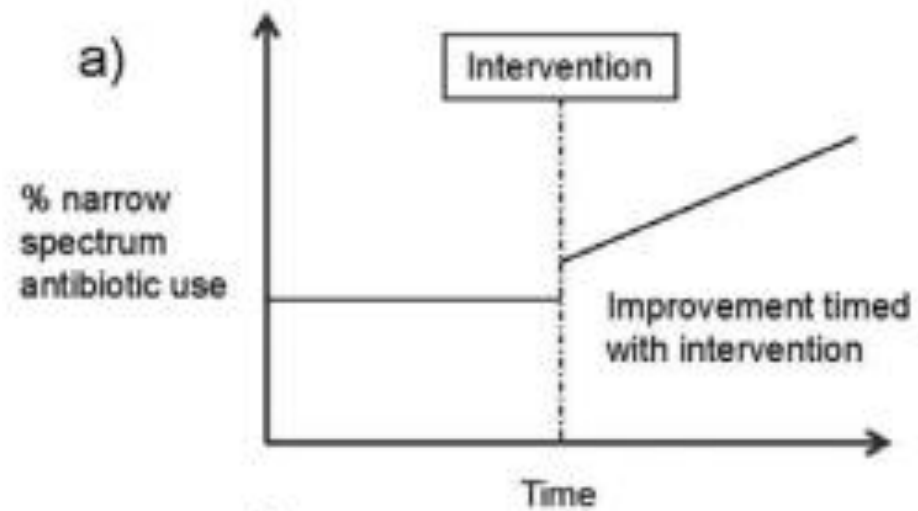 a)
Intervention
% narrow
spectrum
antibiotic use
Improvement timed
with intervention
Time